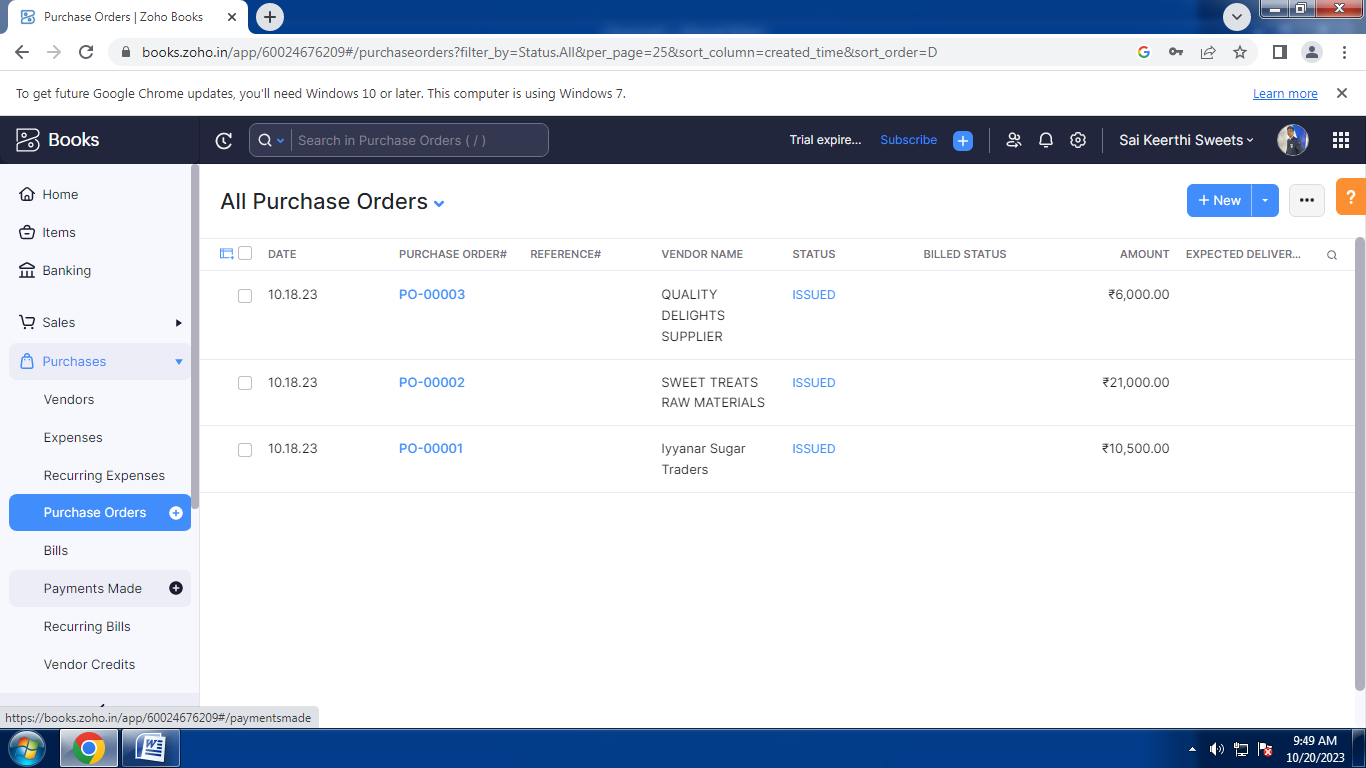 Purchase Orders | Zoho Books
books.zoho.in/app/60024676209#/purchaseorders?filter_by=Status.All&per_page=25&sort_column=created_time&sort_order=D
To get future Google Chrome updates, you'll need Windows 10 or later. This computer is using Windows 7.
Learn more
Books
Search in Purchase Orders ( / )
Trial expire...
Subscribe
Sai Keerthi Sweets
Home
Items
Banking
Sales
Purchases
Vendors
Expenses
Recurring Expenses
Purchase Orders
Bills
Payments Made
Recurring Bills
Vendor Credits
All Purchase Orders
+ New
?
DATE PURCHASE ORDER# REFERENCE# VENDOR NAME STATUS BILLED STATUS AMOUNT EXPECTED DELIVER...
10.18.23 PO-00003 QUALITY ISSUED ₹6,000.00
DELIGHTS
SUPPLIER
10.18.23 PO-00002 SWEET TREATS ISSUED ₹21,000.00
RAW MATERIALS
10.18.23 PO-00001 Iyyanar Sugar ISSUED ₹10,500.00
Traders
https://books.zoho.in/app/60024676209#/paymentsmade
9:49 AM
10/20/2023